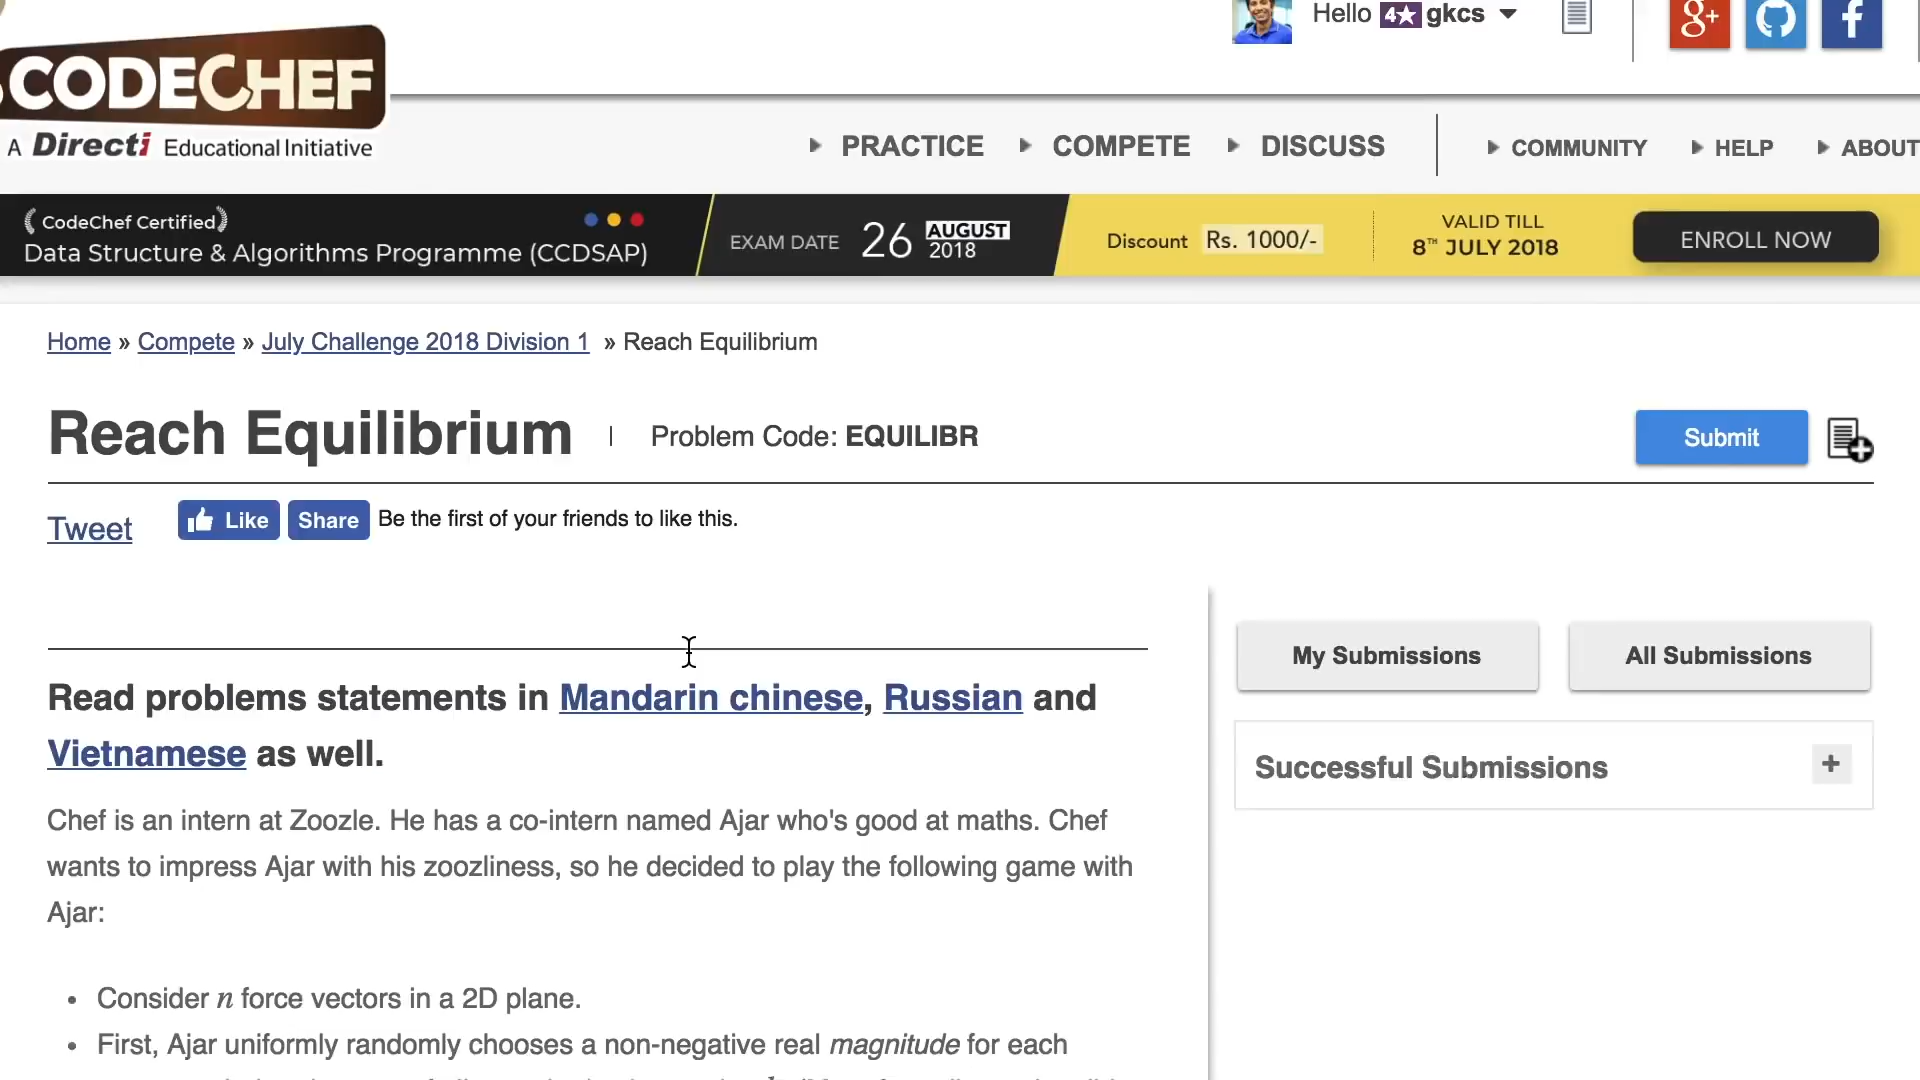 Hello 4★ gkcs
g+ f
CODECHEF
A Directi Educational Initiative
PRACTICE COMPETE DISCUSS COMMUNITY HELP ABOUT
CodeChef Certified
Data Structure & Algorithms Programme (CCDSAP)
EXAM DATE 26 AUGUST 2018
Discount Rs. 1000/-
VALID TILL
8TH JULY 2018
ENROLL NOW
Home » Compete » July Challenge 2018 Division 1 » Reach Equilibrium
Reach Equilibrium | Problem Code: EQUILIBR
Submit
Tweet Like Share Be the first of your friends to like this.
My Submissions All Submissions
Read problems statements in Mandarin chinese, Russian and
Vietnamese as well.
Successful Submissions +
Chef is an intern at Zoozle. He has a co-intern named Ajar who's good at maths. Chef
wants to impress Ajar with his zoozliness, so he decided to play the following game with
Ajar:
• Consider n force vectors in a 2D plane.
• First, Ajar uniformly randomly chooses a non-negative real magnitude for each